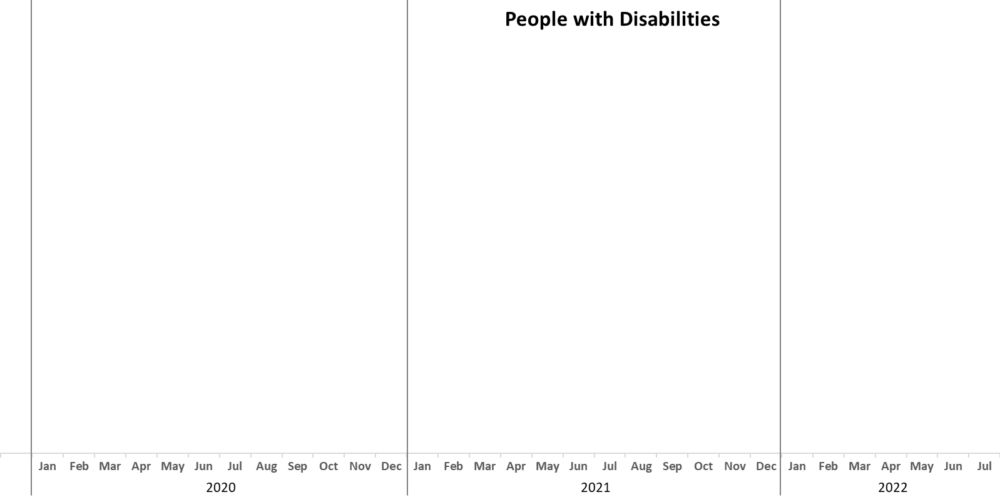 People with Disabilities
Jan Feb Mar Apr May Jun Jul Aug Sep Oct Nov Dec Jan Feb Mar Apr May Jun Jul Aug Sep Oct Nov Dec Jan Feb Mar Apr May Jun Jul
2020 2021 2022